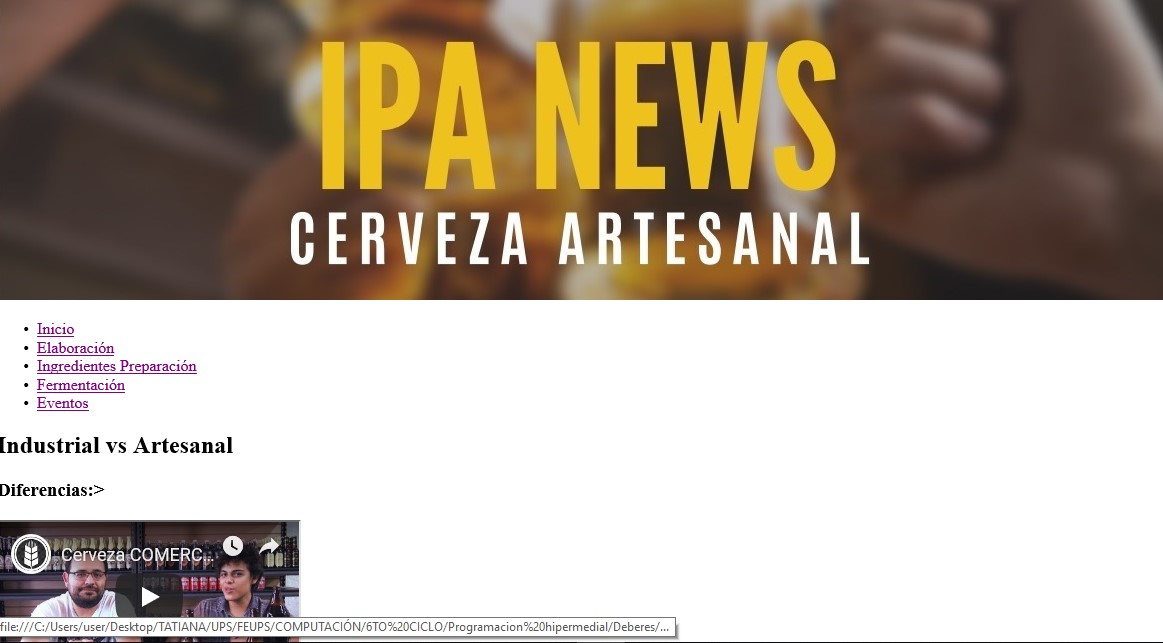 IPA NEWS
CERVEZA ARTESANAL
Inicio
Elaboración
Ingredientes Preparación
Fermentación
Eventos
Industrial vs Artesanal
Diferencias:>
Cerveza COMERC...
file:///C:/Users/user/Desktop/TATIANA/UPS/FEUPS/COMPUTACIÓN/6TO%20CICLO/Programacion%20hipermedial/Deberes/...